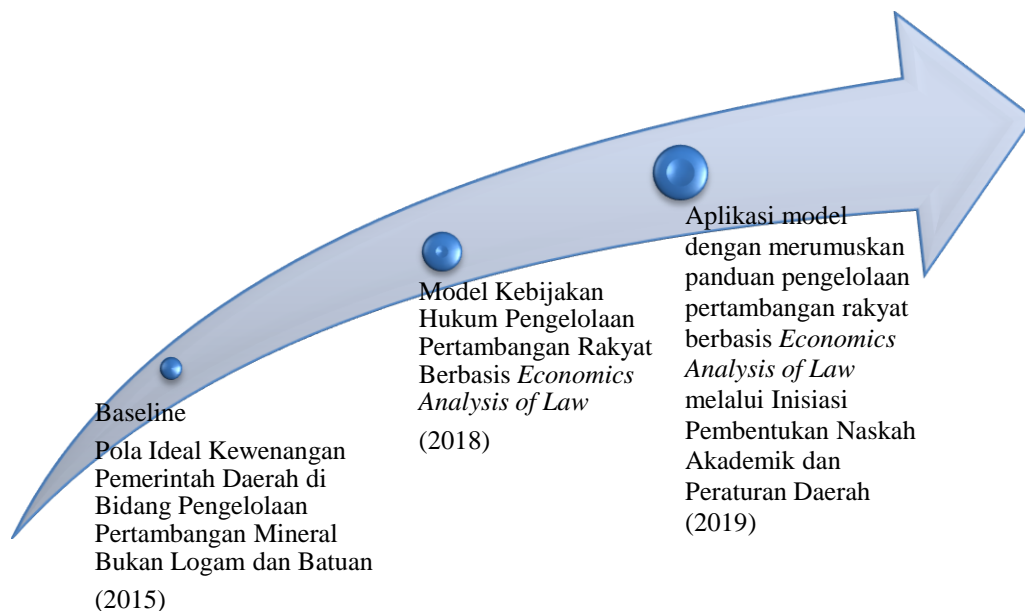 Baseline
Pola Ideal Kewenangan
Pemerintah Daerah di
Bidang Pengelolaan
Pertambangan Mineral
Bukan Logam dan Batuan
(2015)
Model Kebijakan
Hukum Pengelolaan
Pertambangan Rakyat
Berbasis Economics
Analysis of Law
(2018)
Aplikasi model
dengan merumuskan
panduan pengelolaan
pertambangan rakyat
berbasis Economics
Analysis of Law
melalui Inisiasi
Pembentukan Naskah
Akademik dan
Peraturan Daerah
(2019)